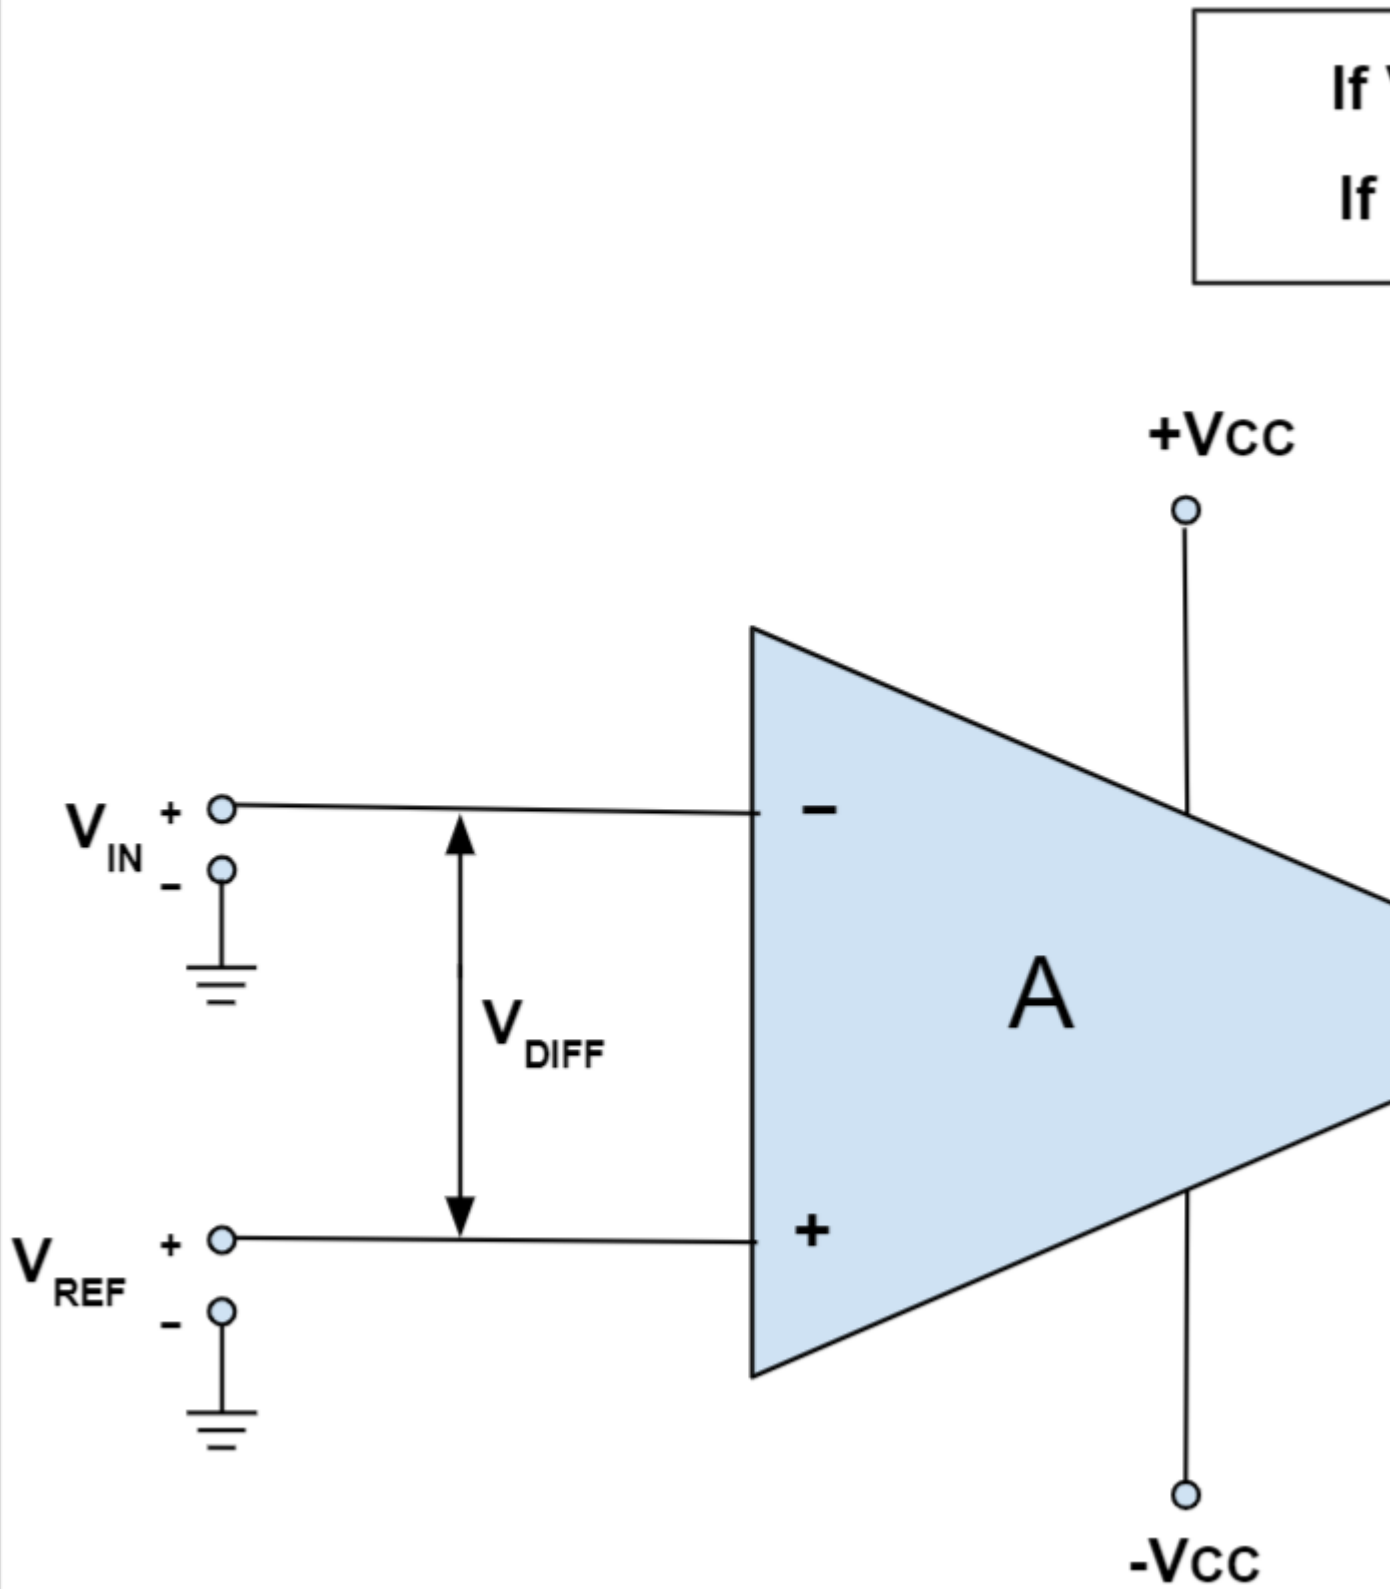 If
If
+VCC
VIN + -
-
A
VDIFF
VREF + -
+
-VCC